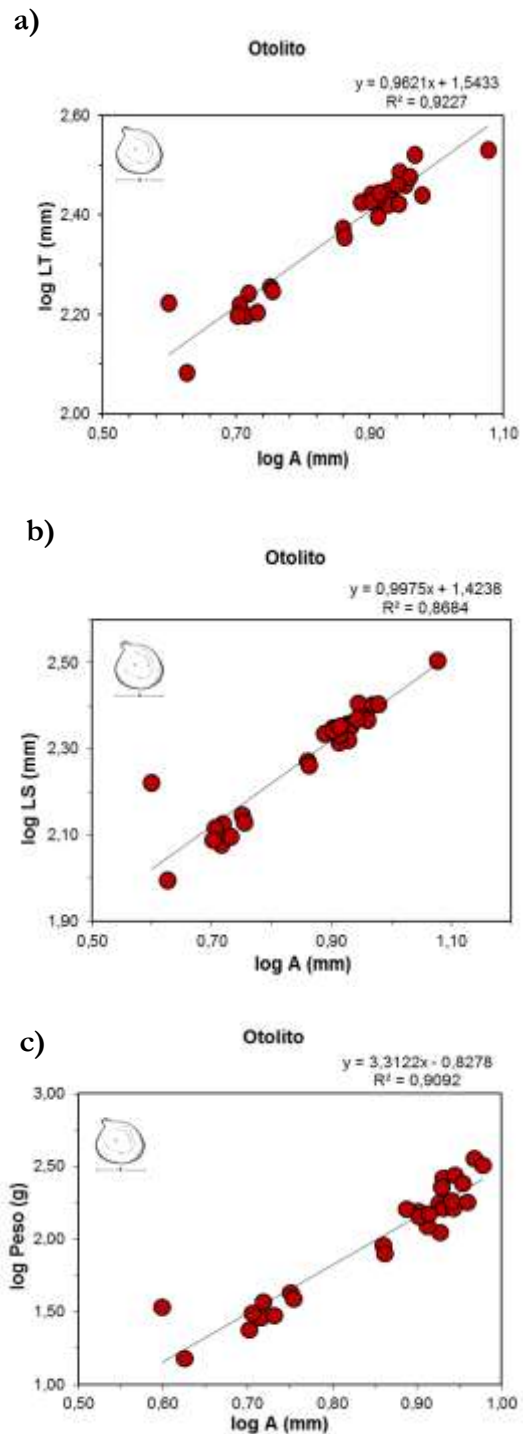 a)
Otolito
y = 0,9621x + 1,5433
R² = 0,9227
2,60
2,40
2,20
2,00
0,50 0,70 0,90 1,10
log LT (mm)
log A (mm)
b)
Otolito
y = 0,9975x + 1,4238
R² = 0,8684
2,50
2,30
2,10
1,90
0,50 0,70 0,90 1,10
log LS (mm)
log A (mm)
c)
Otolito
y = 3,3122x - 0,8278
R² = 0,9092
3,00
2,50
2,00
1,50
1,00
0,50 0,60 0,70 0,80 0,90 1,00
log Peso (g)
log A (mm)